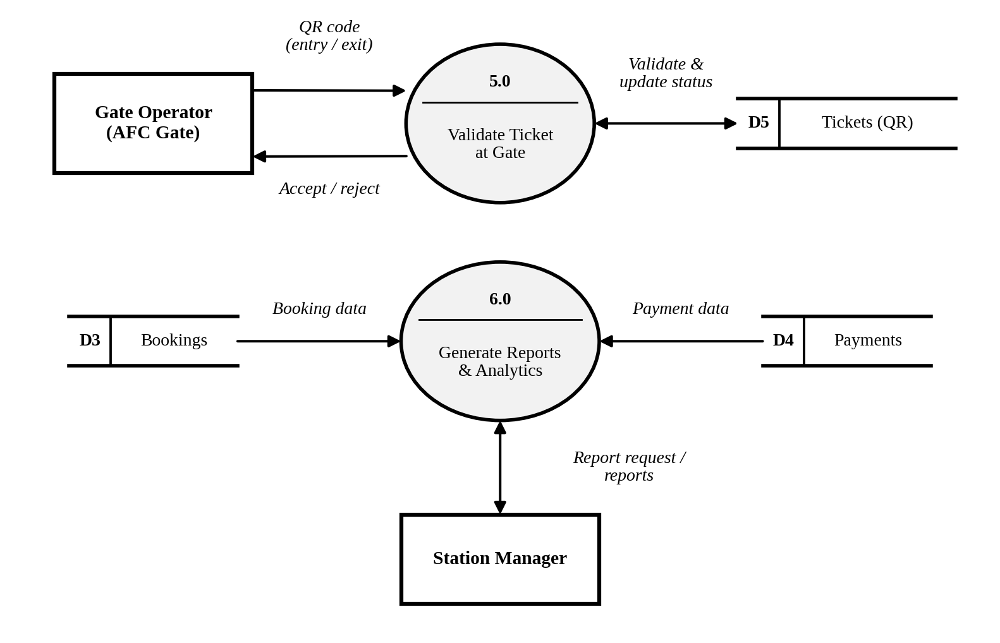 QR code
(entry / exit)
Gate Operator
(AFC Gate)
Accept / reject
5.0
Validate Ticket
at Gate
Validate &
update status
D5
Tickets (QR)
D3
Bookings
Booking data
6.0
Generate Reports
& Analytics
Payment data
D4
Payments
Report request /
reports
Station Manager